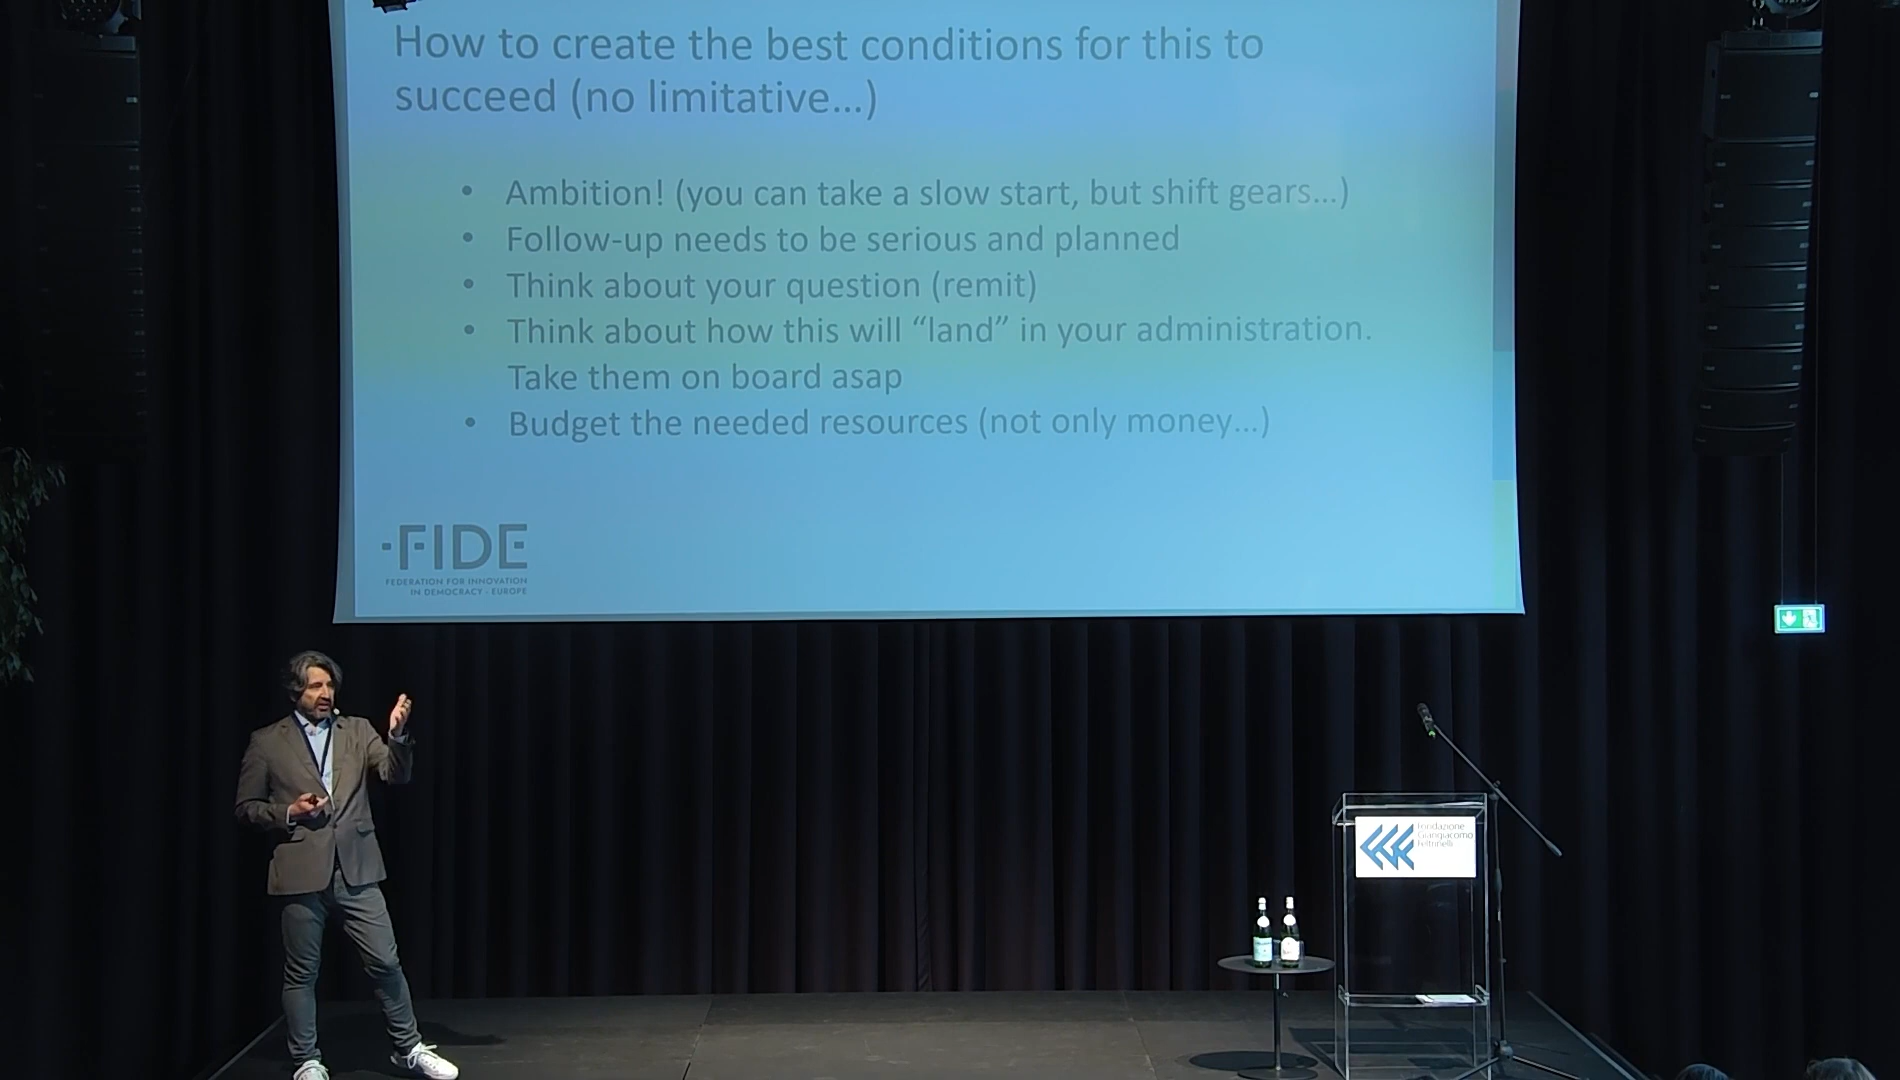 How to create the best conditions for this to
succeed (no limitative...)
• Ambition! (you can take a slow start, but shift gears...)
• Follow-up needs to be serious and planned
• Think about your question (remit)
• Think about how this will “land” in your administration.
Take them on board asap
• Budget the needed resources (not only money...)
FIDE
FEDERATION FOR INNOVATION
IN DEMOCRACY - EUROPE
Fondazione
Giangiacomo
Feltrinelli